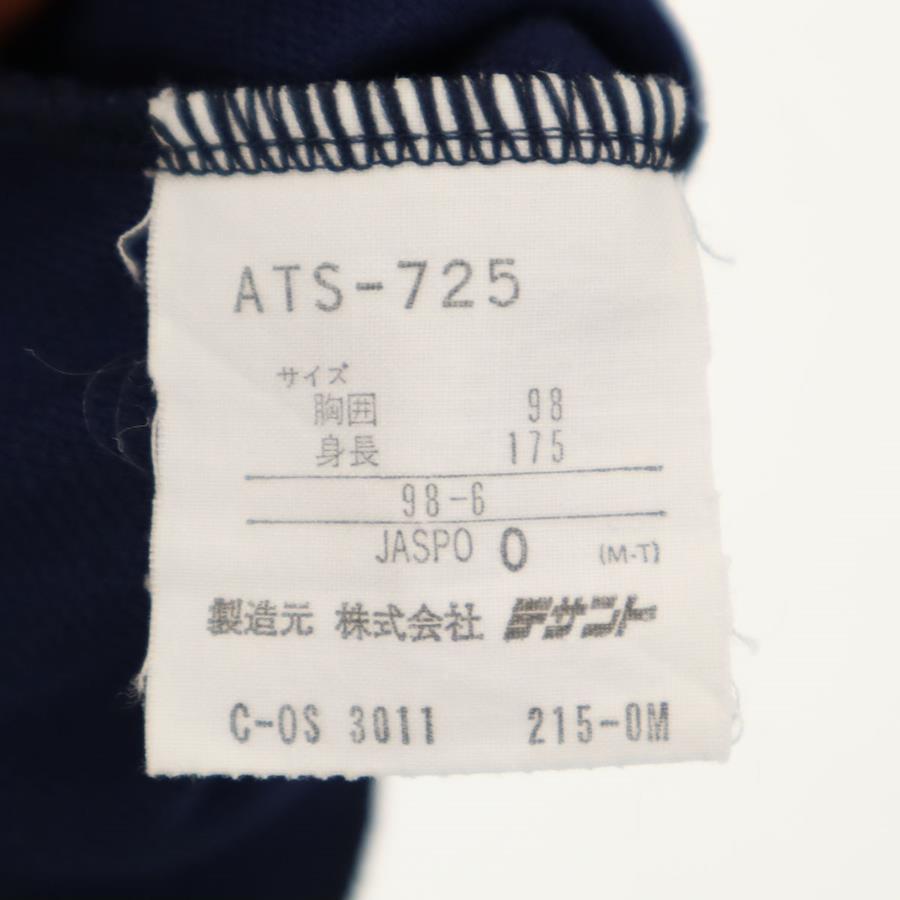 ATS-725
サイズ
胸囲 98
身長 175
98-6
JASPO O (M-T)
製造元 株式会社 デサント
C-OS 3011 215-OM